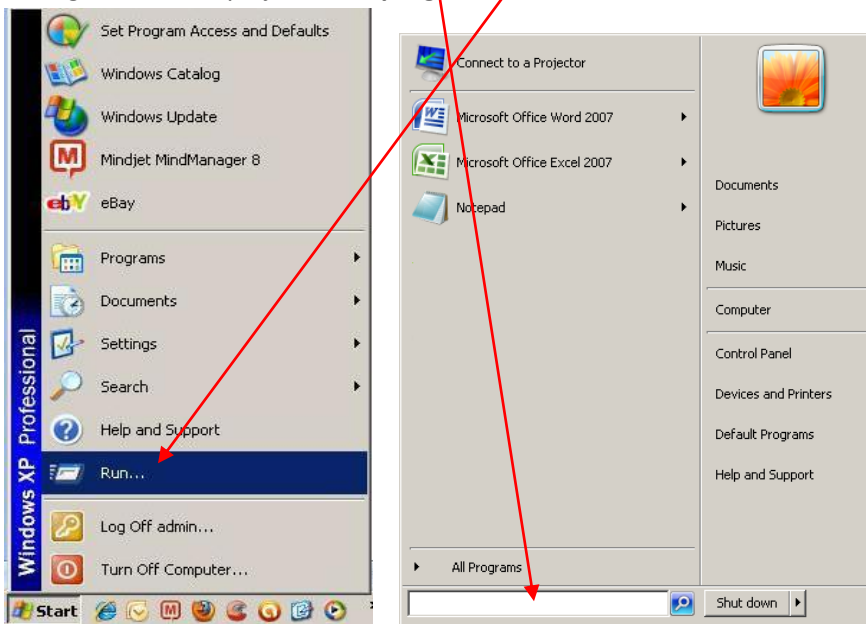 Set Program Access and Defaults
Windows Catalog
Windows Update
Mindjet MindManager 8
eBay
Programs
Documents
Settings
Search
Help and Support
Run...
Log Off admin...
Turn Off Computer...
Windows XP Professional
Start
Connect to a Projector
Microsoft Office Word 2007
Microsoft Office Excel 2007
Notepad
All Programs
Documents
Pictures
Music
Computer
Control Panel
Devices and Printers
Default Programs
Help and Support
Shut down